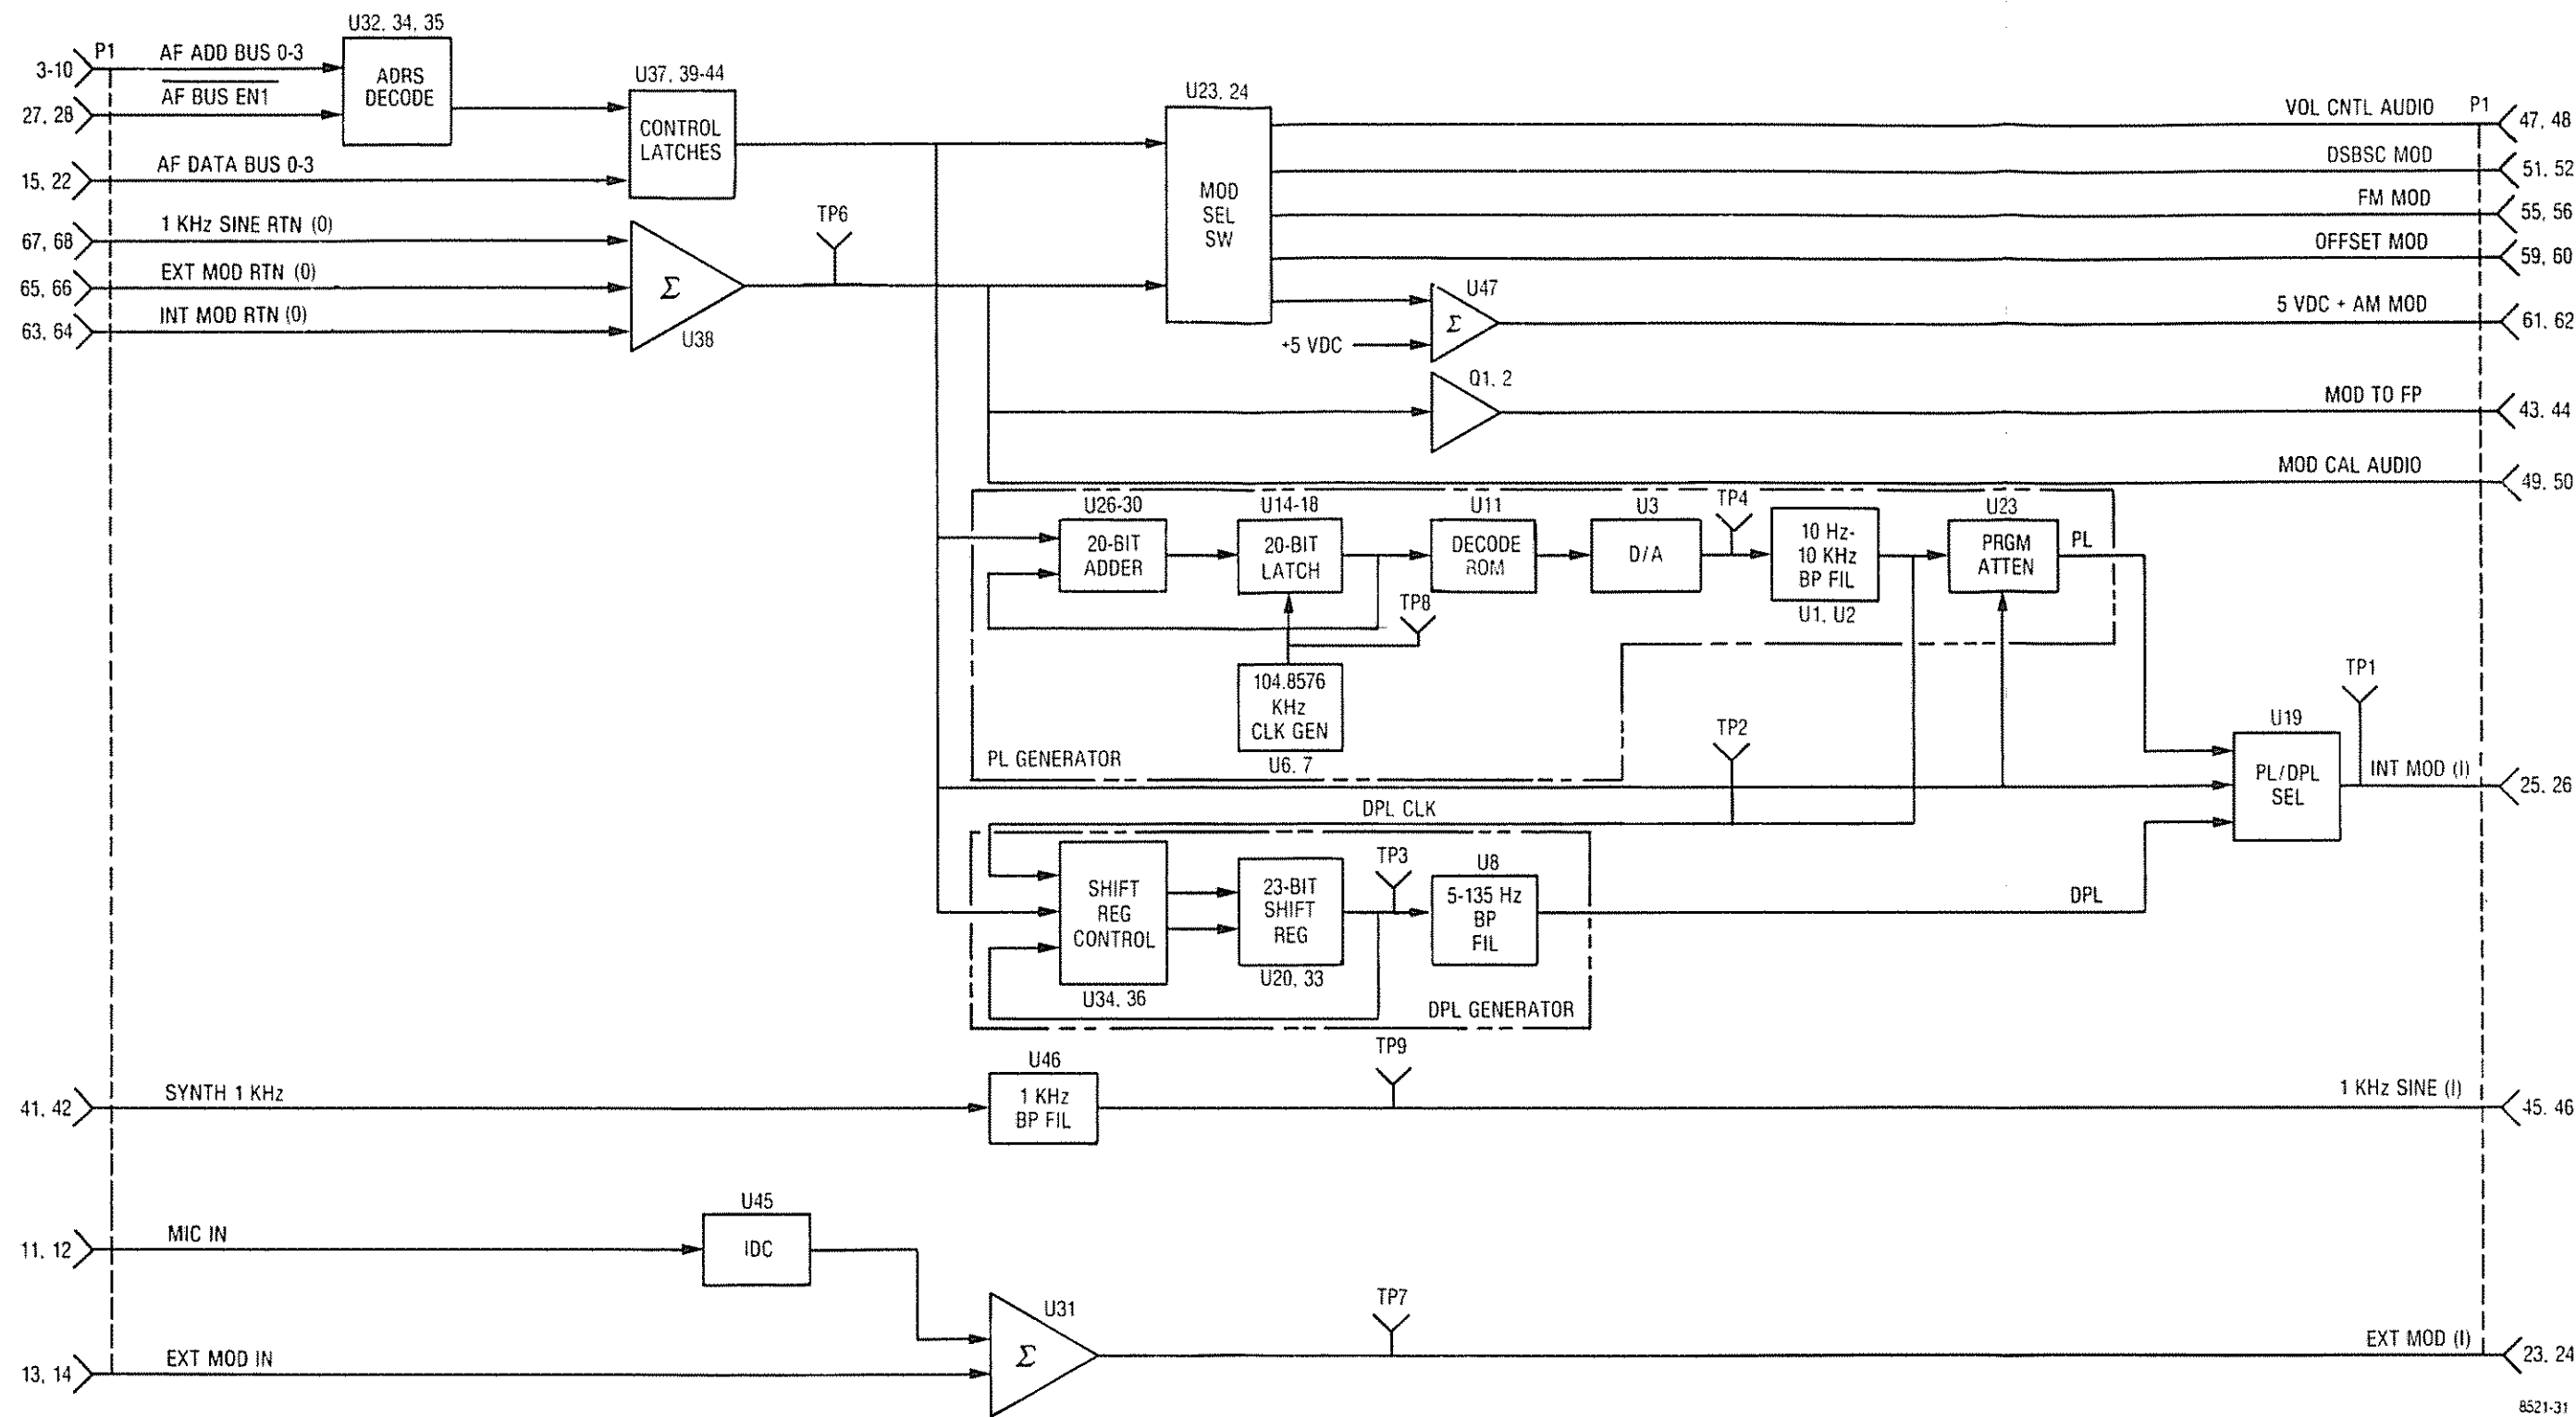 U32, 34, 35
P1
3-10
AF ADD BUS 0-3
ADRS
DECODE
27, 28
AF BUS EN1
U37, 39-44
CONTROL
LATCHES
15, 22
AF DATA BUS 0-3
67, 68
1 KHz SINE RTN (0)
65, 66
EXT MOD RTN (0)
63, 64
INT MOD RTN (0)
Σ
U38
TP6
U23, 24
MOD
SEL
SW
VOL CNTL AUDIO
P1
47, 48
DSBSC MOD
51, 52
FM MOD
55, 56
OFFSET MOD
59, 60
U47
Σ
+5 VDC
5 VDC + AM MOD
61, 62
Q1, 2
MOD TO FP
43, 44
MOD CAL AUDIO
49, 50
U26-30
20-BIT
ADDER
U14-18
20-BIT
LATCH
U11
DECODE
ROM
U3
D/A
TP4
10 Hz-
10 KHz
BP FIL
U1, U2
U23
PRGM
ATTEN
PL
TP8
104.8576
KHz
CLK GEN
U6, 7
PL GENERATOR
TP2
TP1
U19
PL/DPL
SEL
INT MOD (I)
25, 26
DPL CLK
SHIFT
REG
CONTROL
U34, 36
23-BIT
SHIFT
REG
U20, 33
TP3
U8
5-135 Hz
BP
FIL
DPL
DPL GENERATOR
41, 42
SYNTH 1 KHz
U46
1 KHz
BP FIL
TP9
1 KHz SINE (I)
45, 46
11, 12
MIC IN
U45
IDC
13, 14
EXT MOD IN
U31
Σ
TP7
EXT MOD (I)
23, 24
8521-31